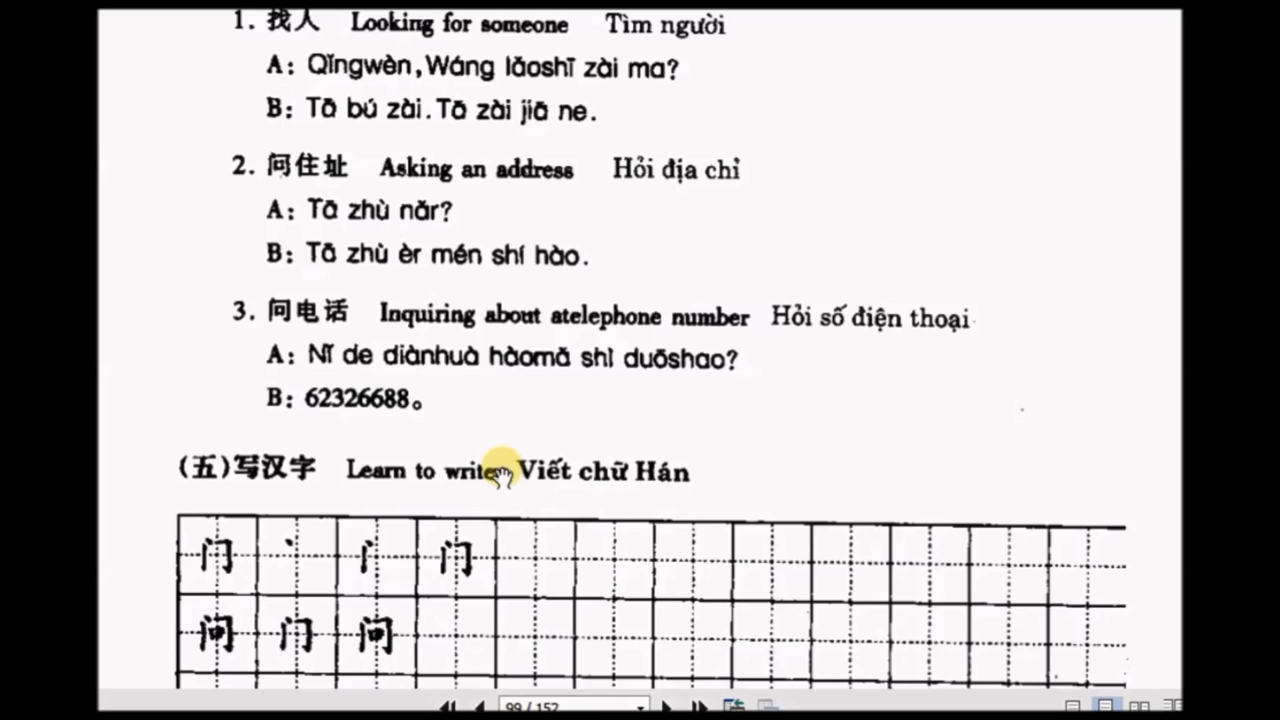 1. 找人 Looking for someone Tìm người
A: Qǐngwèn, Wáng lǎoshī zài ma?
B: Tā bú zài. Tā zài jiā ne.
2. 问住址 Asking an address Hỏi địa chỉ
A: Tā zhù nǎr?
B: Tā zhù èr mén shí hào.
3. 问电话 Inquiring about atelephone number Hỏi số điện thoại
A: Nǐ de diànhuà hàomǎ shì duōshao?
B: 62326688。
(五)写汉字 Learn to write Viết chữ Hán
门 丶 门
问 门 问
99 / 152